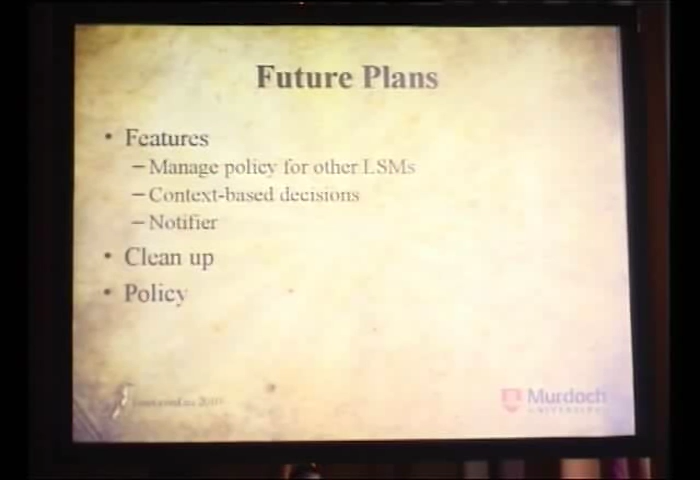 Future Plans
• Features
– Manage policy for other LSMs
– Context-based decisions
– Notifier
• Clean up
• Policy
Murdoch
UNIVERSITY